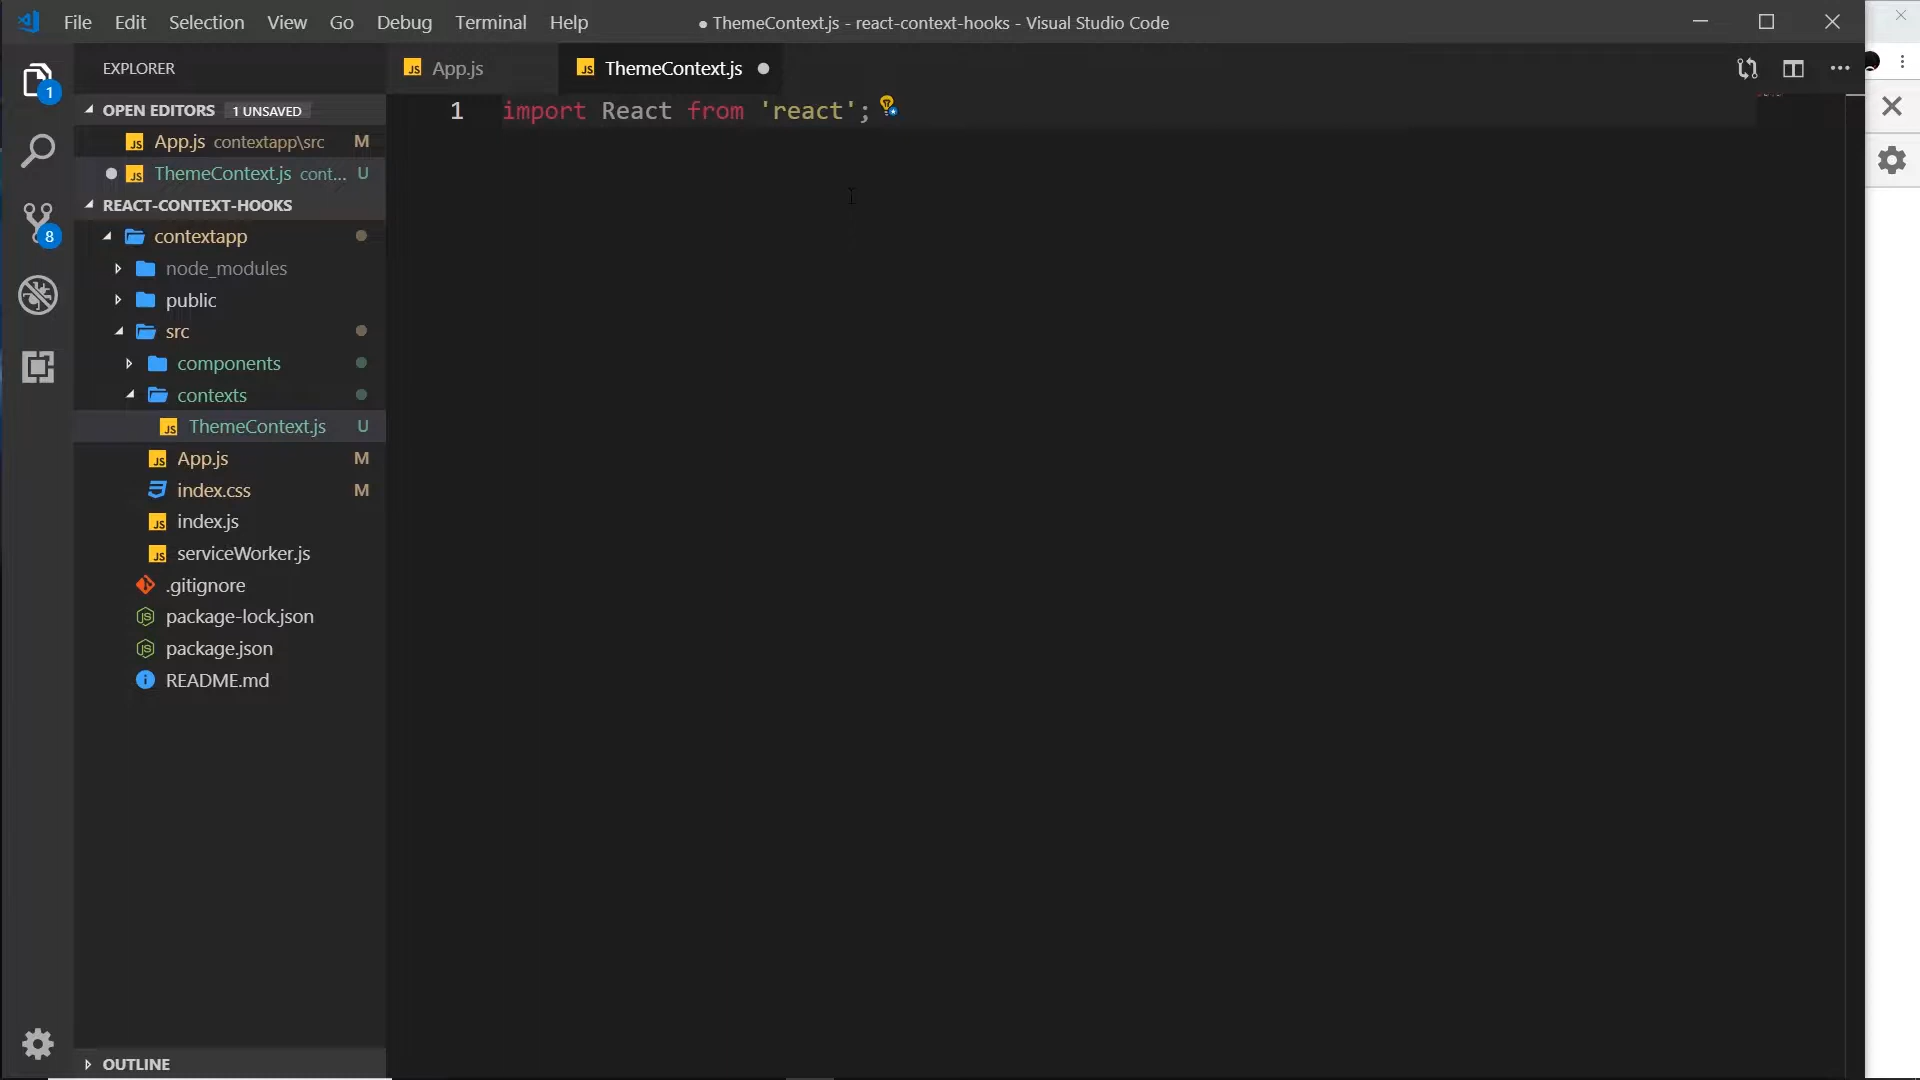 File Edit Selection View Go Debug Terminal Help
● ThemeContext.js - react-context-hooks - Visual Studio Code
EXPLORER
App.js
ThemeContext.js ●
1
OPEN EDITORS 1 UNSAVED
App.js contextapp\src M
ThemeContext.js cont... U
8
REACT-CONTEXT-HOOKS
contextapp
node_modules
public
src
components
contexts
ThemeContext.js U
App.js M
index.css M
index.js
serviceWorker.js
.gitignore
package-lock.json
package.json
README.md
OUTLINE
1 import React from 'react';